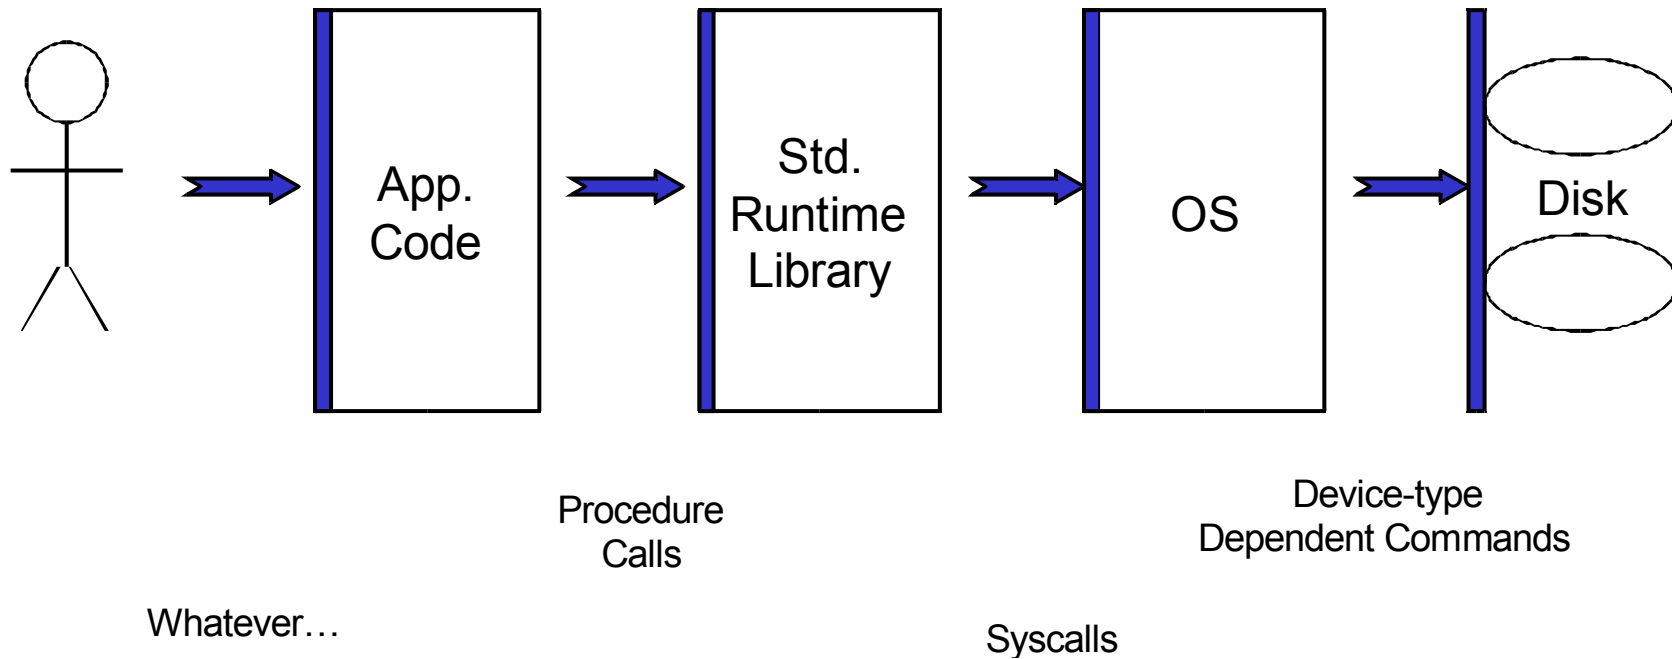 App.
Code
Std.
Runtime
Library
OS
Disk
Procedure
Calls
Device-type
Dependent Commands
Whatever…
Syscalls